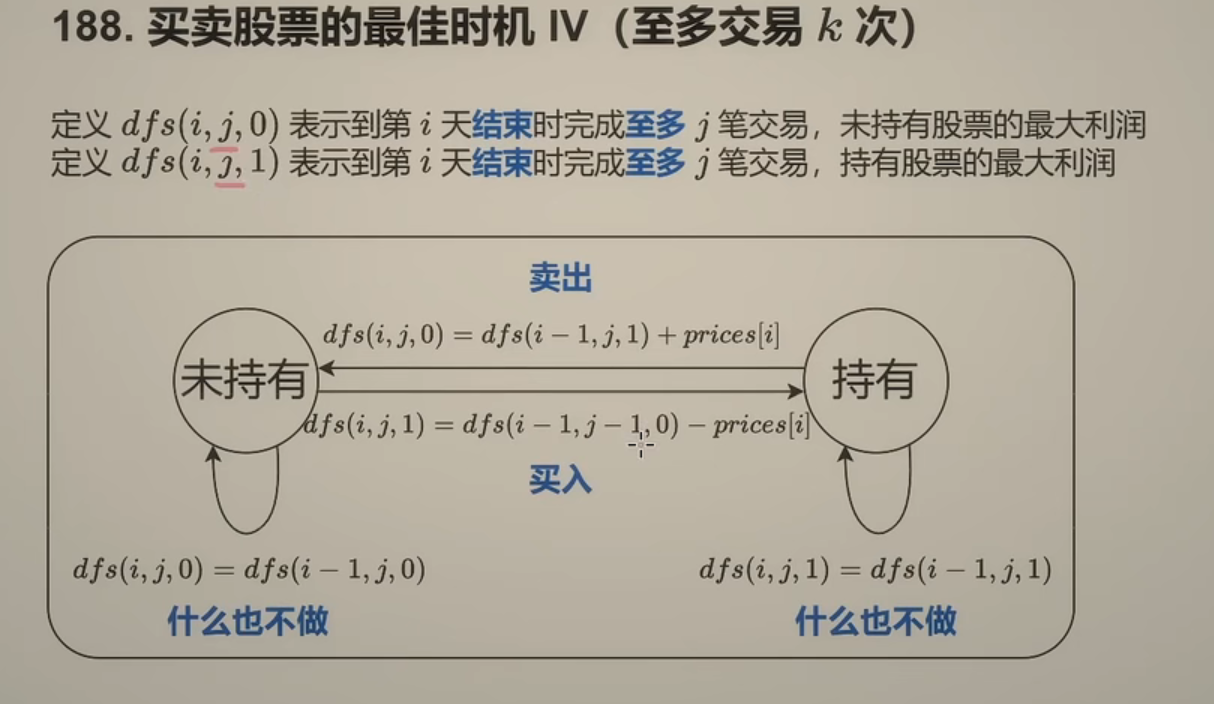 188. 买卖股票的最佳时机 IV（至多交易 k 次）
定义 dfs(i, j, 0) 表示到第 i 天结束时完成至多 j 笔交易，未持有股票的最大利润
定义 dfs(i, j, 1) 表示到第 i 天结束时完成至多 j 笔交易，持有股票的最大利润
卖出
dfs(i, j, 0) = dfs(i − 1, j, 1) + prices[i]
未持有
持有
dfs(i, j, 1) = dfs(i − 1, j − 1, 0) − prices[i]
买入
dfs(i, j, 0) = dfs(i − 1, j, 0)
dfs(i, j, 1) = dfs(i − 1, j, 1)
什么也不做
什么也不做